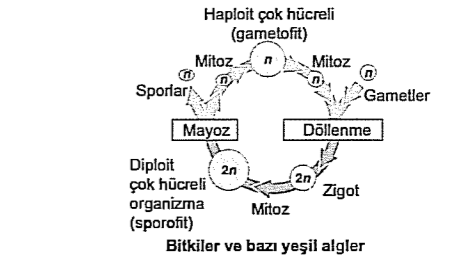 Haploit çok hücreli
(gametofit)
Mitoz
n
Mitoz
n
n
n
n
Sporlar
Gametler
Mayoz
Döllenme
Diploit
çok hücreli
organizma
(sporofit)
2n
2n
Zigot
Mitoz
Bitkiler ve bazı yeşil algler